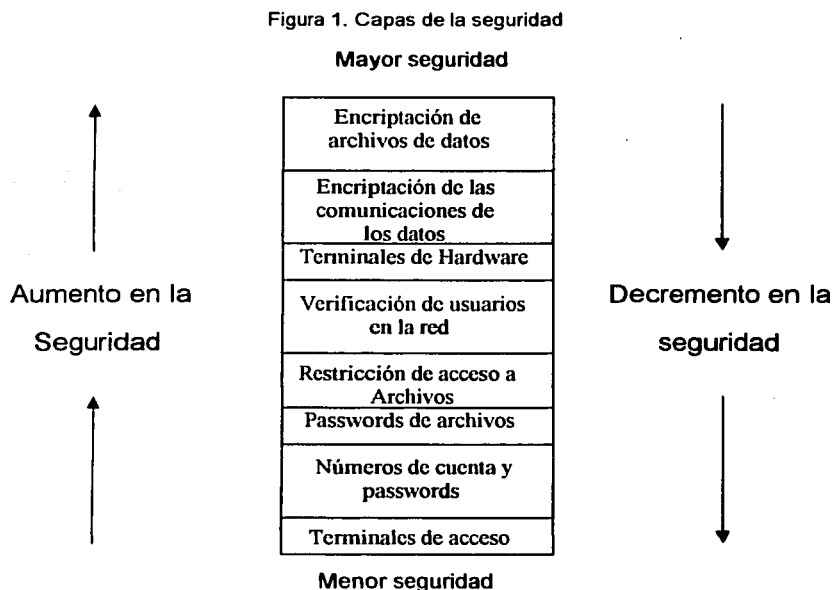 Figura 1. Capas de la seguridad
Mayor seguridad
Encriptación de
archivos de datos
Encriptación de las
comunicaciones de
los datos
Terminales de Hardware
Verificación de usuarios
en la red
Restricción de acceso a
Archivos
Passwords de archivos
Números de cuenta y
passwords
Terminales de acceso
Menor seguridad
Aumento en la
Seguridad
Decremento en la
seguridad